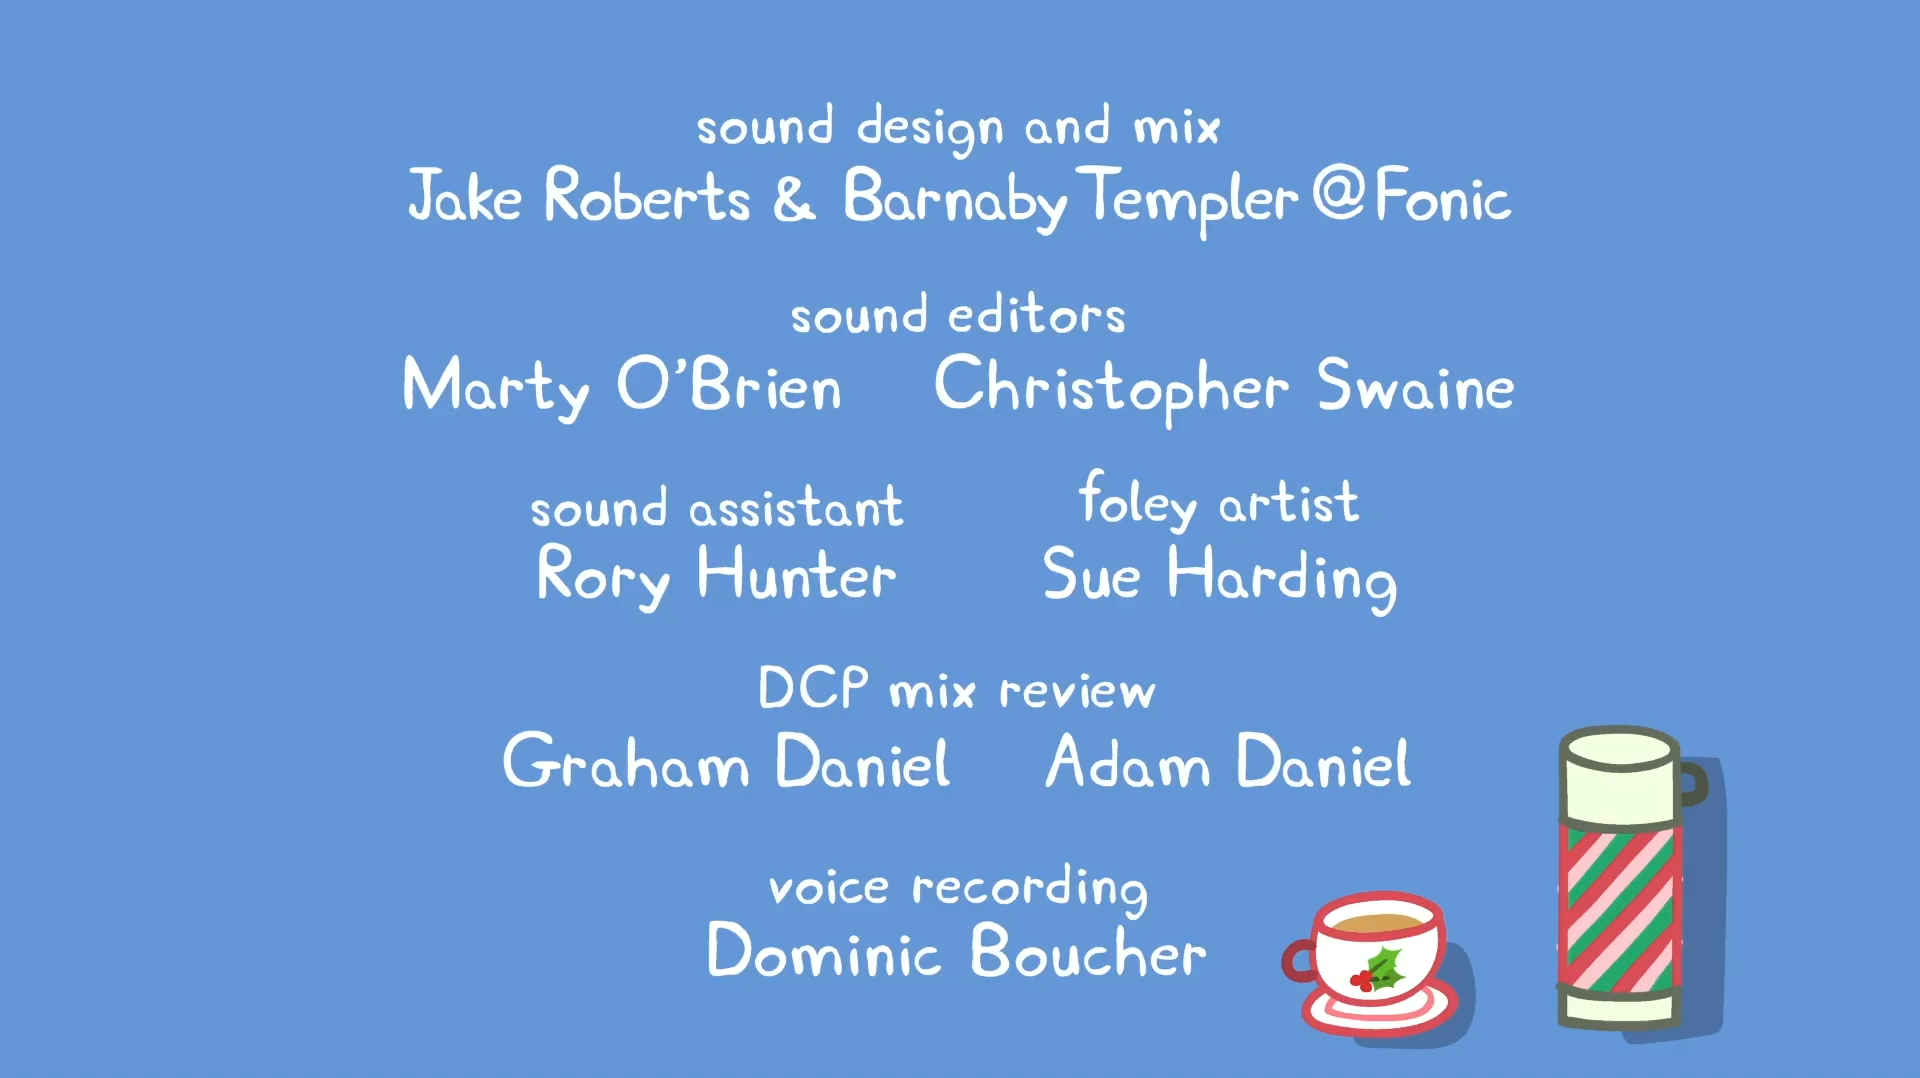 sound design and mix
Jake Roberts & Barnaby Templer @ Fonic
sound editors
Marty O'Brien Christopher Swaine
sound assistant foley artist
Rory Hunter Sue Harding
DCP mix review
Graham Daniel Adam Daniel
voice recording
Dominic Boucher